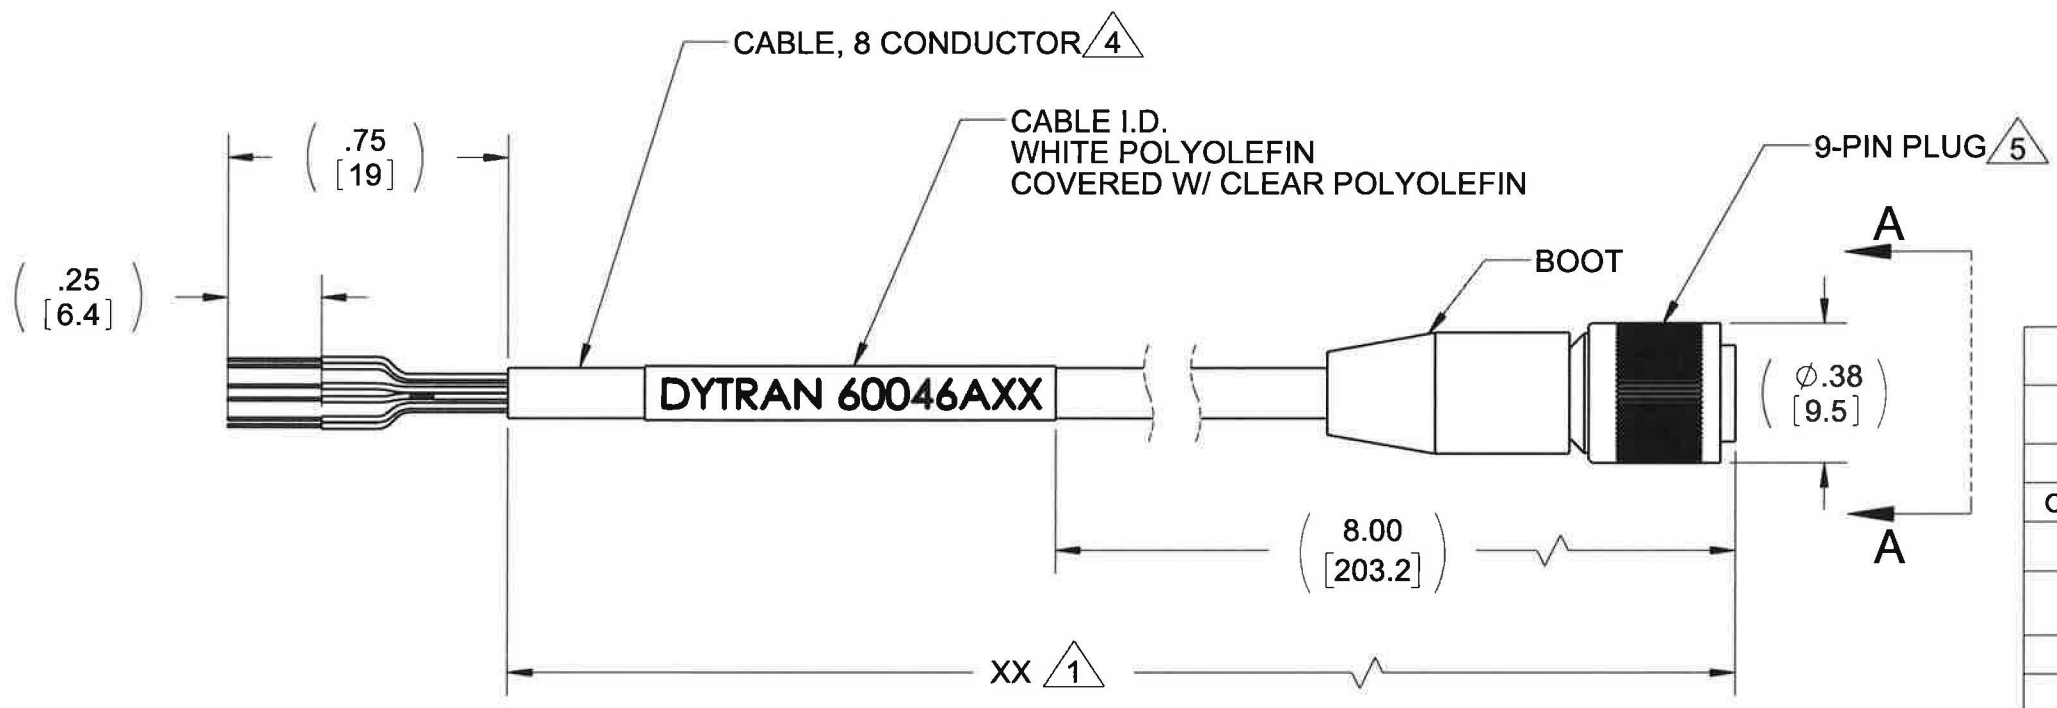 CABLE, 8 CONDUCTOR 4
CABLE I.D.
WHITE POLYOLEFIN
COVERED W/ CLEAR POLYOLEFIN
9-PIN PLUG 5
.75
[19]
A
.25
[6.4]
BOOT
DYTRAN 60046AXX
Ø.38
[9.5]
C
8.00
[203.2]
A
XX 1